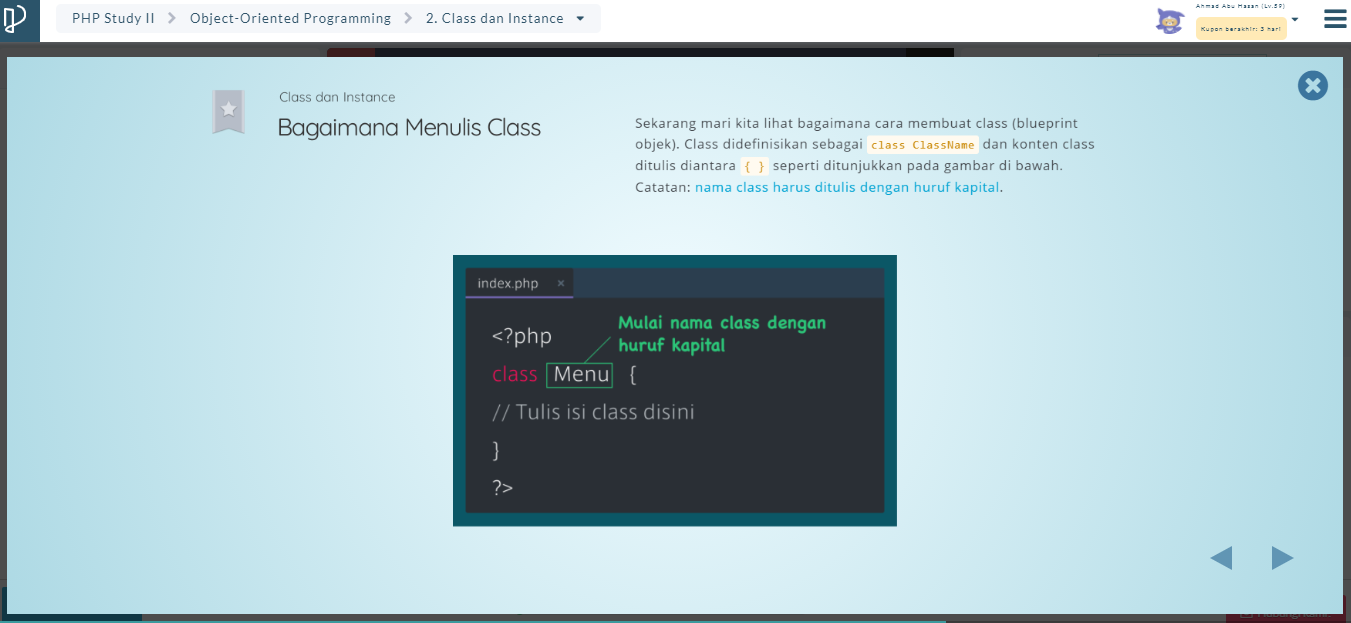 PHP Study II
Object-Oriented Programming
2. Class dan Instance
Ahmad Abu Hasan (Lv.59)
Kupon berakhir: 3 hari
Class dan Instance
Bagaimana Menulis Class
Sekarang mari kita lihat bagaimana cara membuat class (blueprint
objek). Class didefinisikan sebagai class ClassName dan konten class
ditulis diantara { } seperti ditunjukkan pada gambar di bawah.
Catatan: nama class harus ditulis dengan huruf kapital.
index.php ×
Mulai nama class dengan
huruf kapital
<?php
class Menu {
// Tulis isi class disini
}
?>